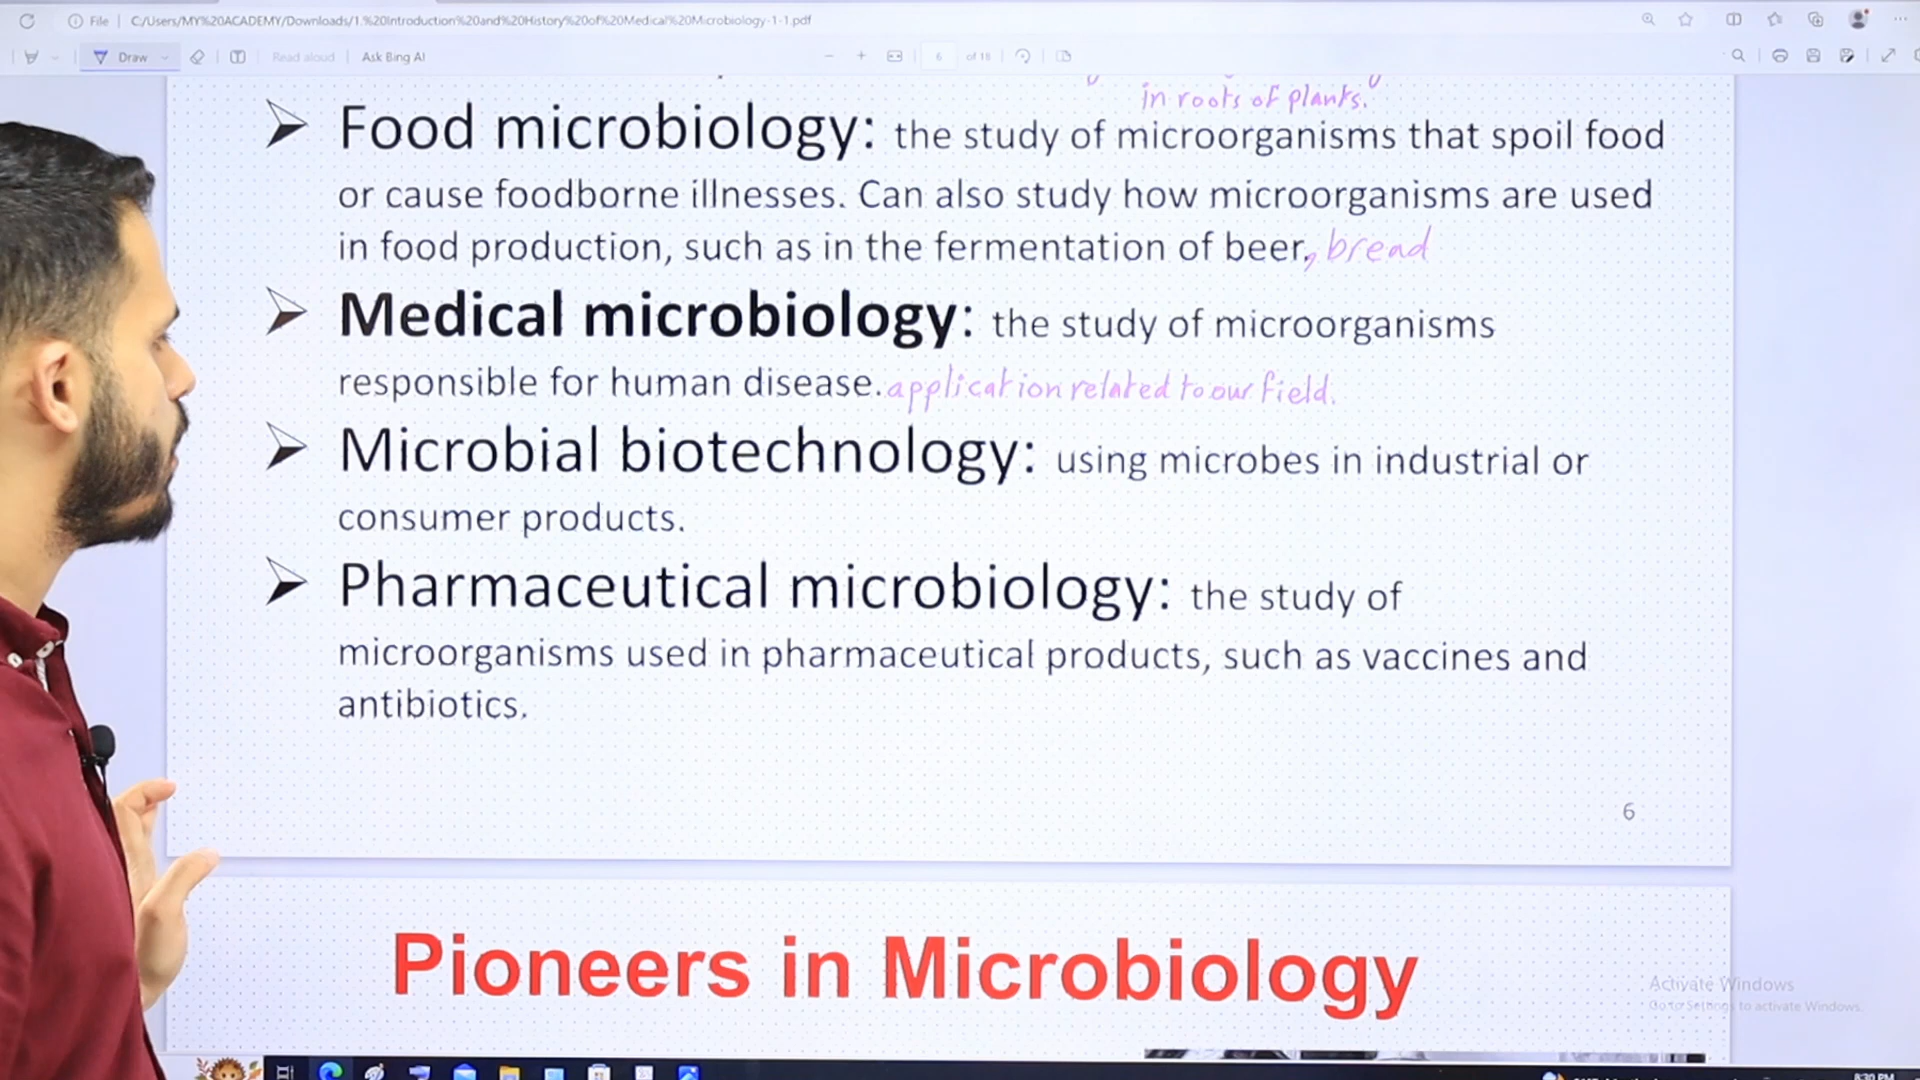 File | C:/Users/MY%20ACADEMY/Downloads/1.%20Introduction%20and%20History%20of%20Medical%20Microbiology-1-1.pdf
Draw Read aloud Ask Bing AI 6 of 18
in roots of plants.
➢ Food microbiology: the study of microorganisms that spoil food
or cause foodborne illnesses. Can also study how microorganisms are used
in food production, such as in the fermentation of beer, bread
➢ Medical microbiology: the study of microorganisms
responsible for human disease. application related to our field.
➢ Microbial biotechnology: using microbes in industrial or
consumer products.
➢ Pharmaceutical microbiology: the study of
microorganisms used in pharmaceutical products, such as vaccines and
antibiotics.
6
Pioneers in Microbiology
Activate Windows
Go to Settings to activate Windows.
8:30 PM